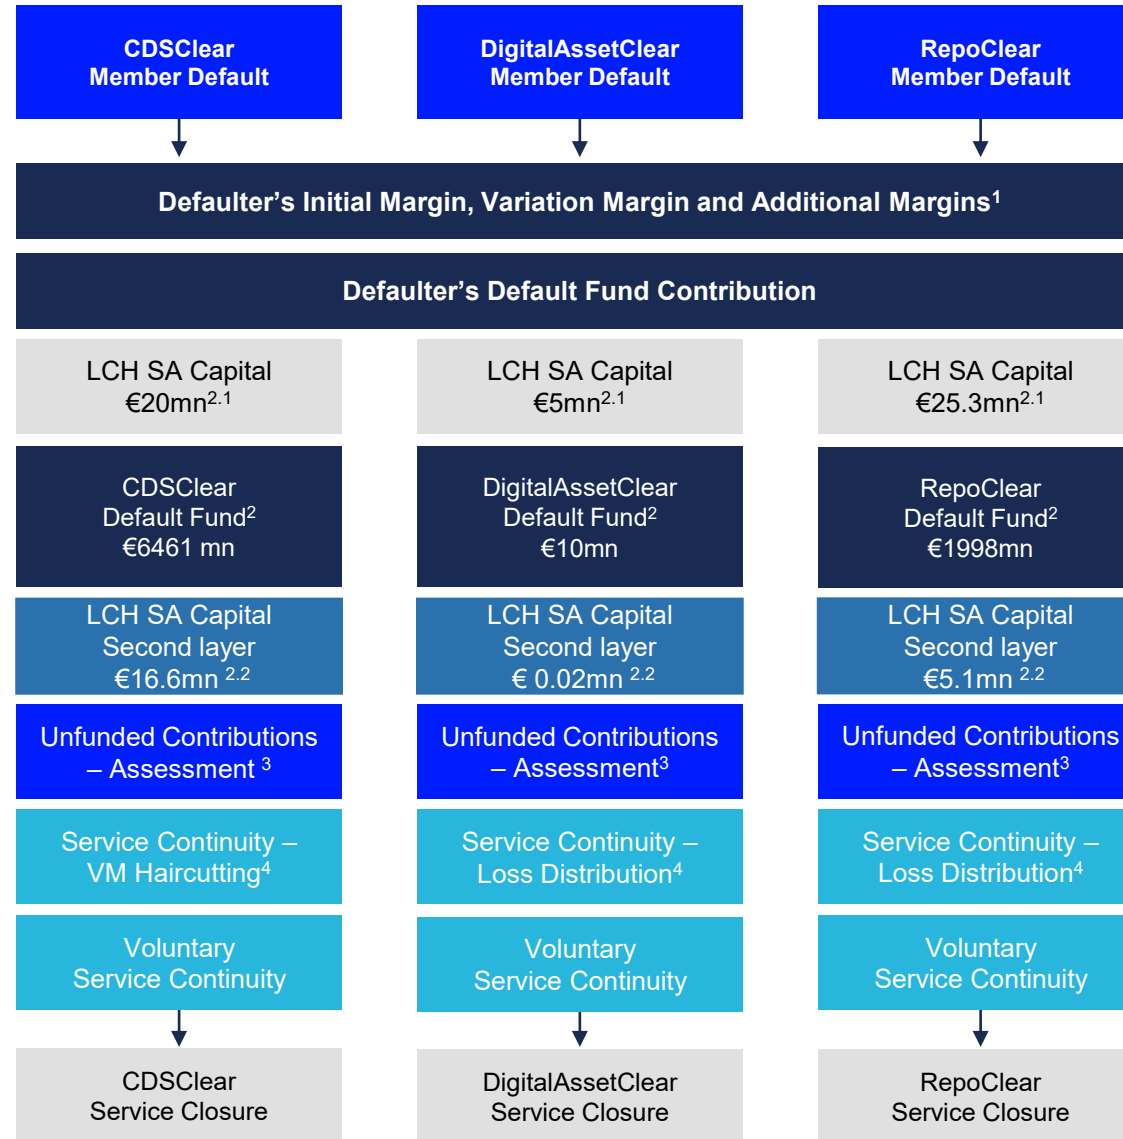 CDSClear
Member Default
DigitalAssetClear
Member Default
RepoClear
Member Default
Defaulter’s Initial Margin, Variation Margin and Additional Margins¹
Defaulter’s Default Fund Contribution
LCH SA Capital
€20mn²·¹
LCH SA Capital
€5mn²·¹
LCH SA Capital
€25.3mn²·¹
CDSClear
Default Fund²
€6461 mn
DigitalAssetClear
Default Fund²
€10mn
RepoClear
Default Fund²
€1998mn
LCH SA Capital
Second layer
€16.6mn ²·²
LCH SA Capital
Second layer
€ 0.02mn ²·²
LCH SA Capital
Second layer
€5.1mn ²·²
Unfunded Contributions
– Assessment ³
Unfunded Contributions
– Assessment³
Unfunded Contributions
– Assessment³
Service Continuity –
VM Haircutting⁴
Service Continuity –
Loss Distribution⁴
Service Continuity –
Loss Distribution⁴
Voluntary
Service Continuity
Voluntary
Service Continuity
Voluntary
Service Continuity
CDSClear
Service Closure
DigitalAssetClear
Service Closure
RepoClear
Service Closure